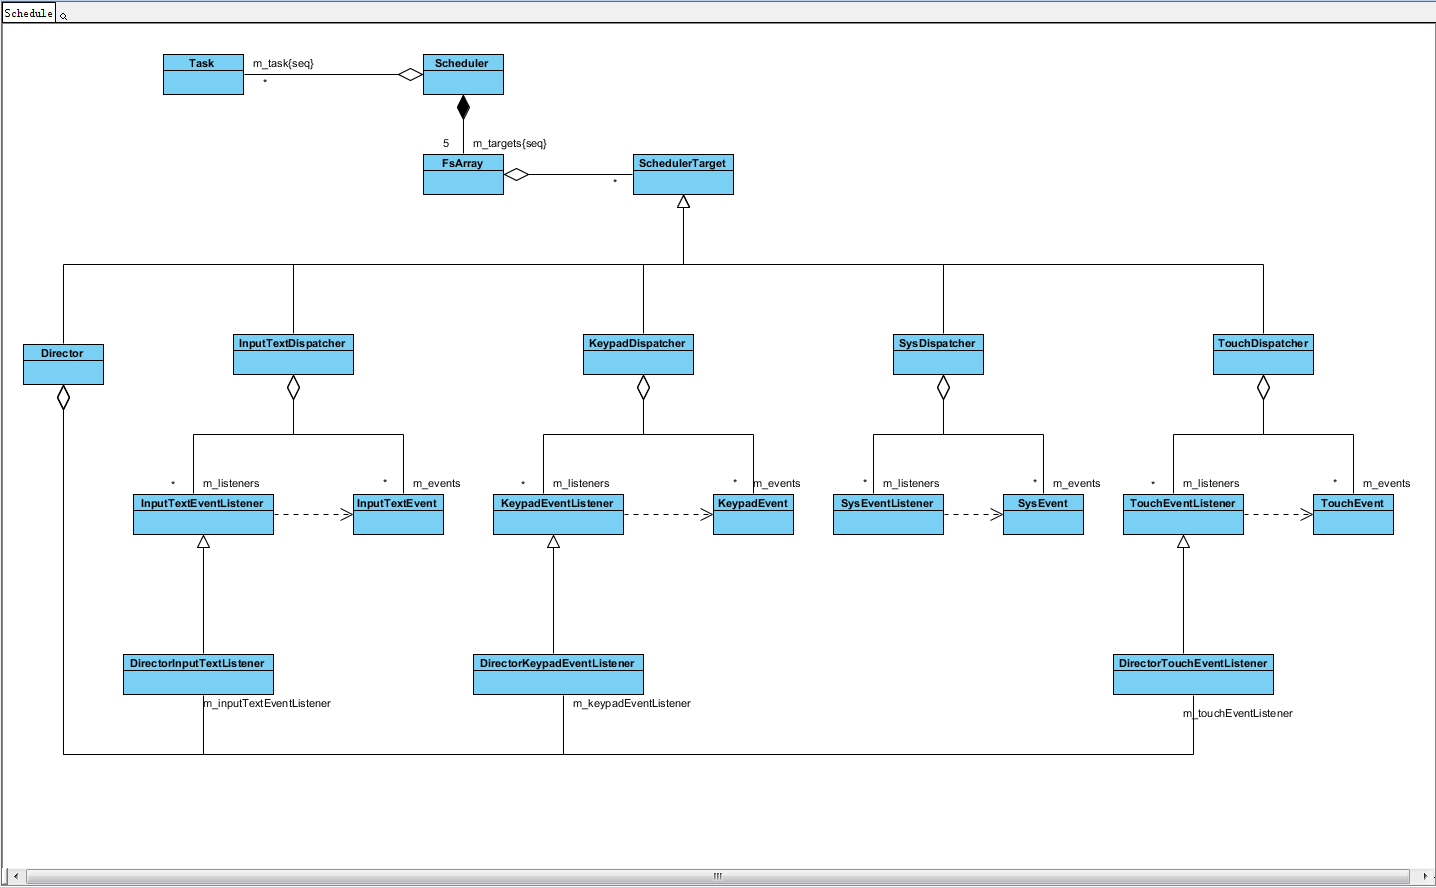 Schedule
Task
m_task{seq}
*
Scheduler
5
m_targets{seq}
FsArray
*
SchedulerTarget
Director
InputTextDispatcher
KeypadDispatcher
SysDispatcher
TouchDispatcher
* m_listeners
* m_events
* m_listeners
* m_events
* m_listeners
* m_events
* m_listeners
* m_events
InputTextEventListener
InputTextEvent
KeypadEventListener
KeypadEvent
SysEventListener
SysEvent
TouchEventListener
TouchEvent
DirectorInputTextListener
DirectorKeypadEventListener
DirectorTouchEventListener
m_inputTextEventListener
m_keypadEventListener
m_touchEventListener